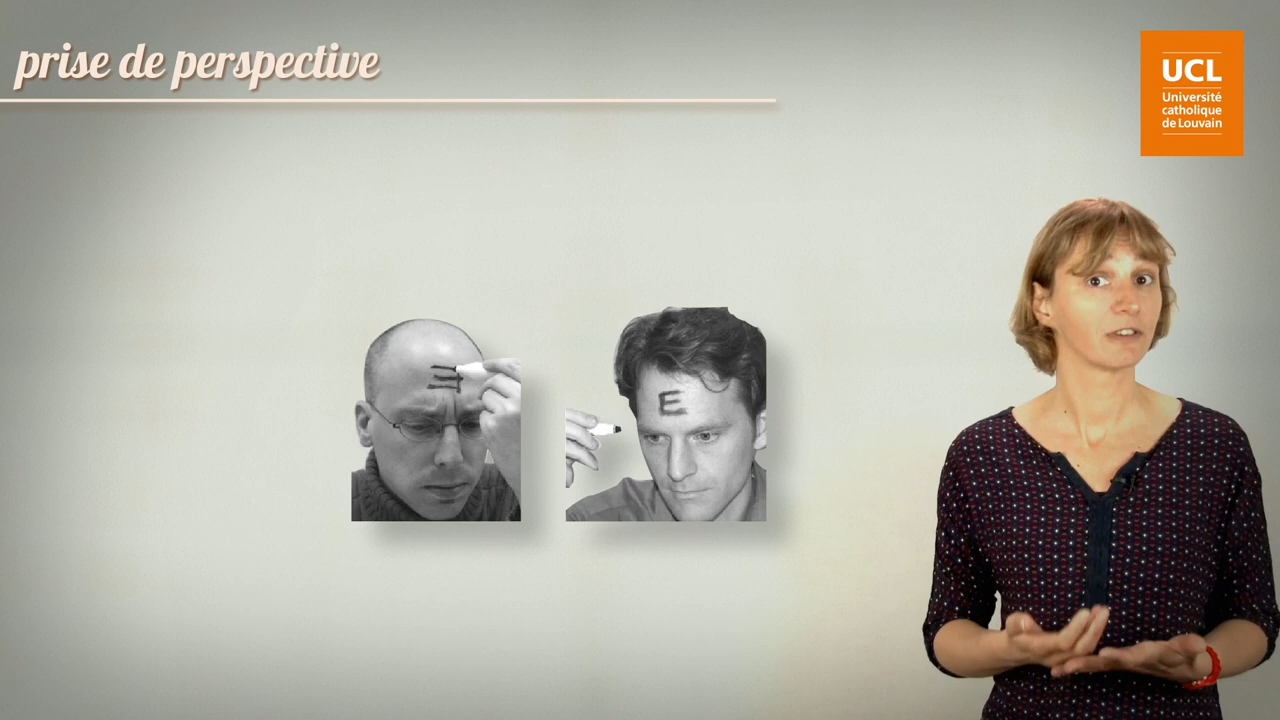 prise de perspective
UCL
Université
catholique
de Louvain
E
E